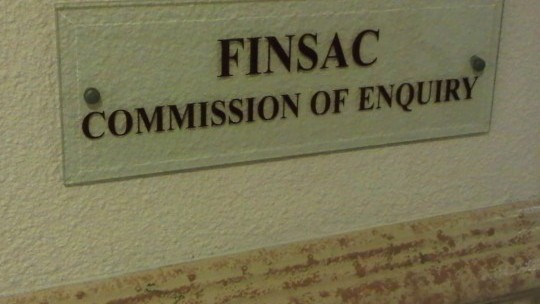 FINSAC
COMMISSION OF ENQUIRY